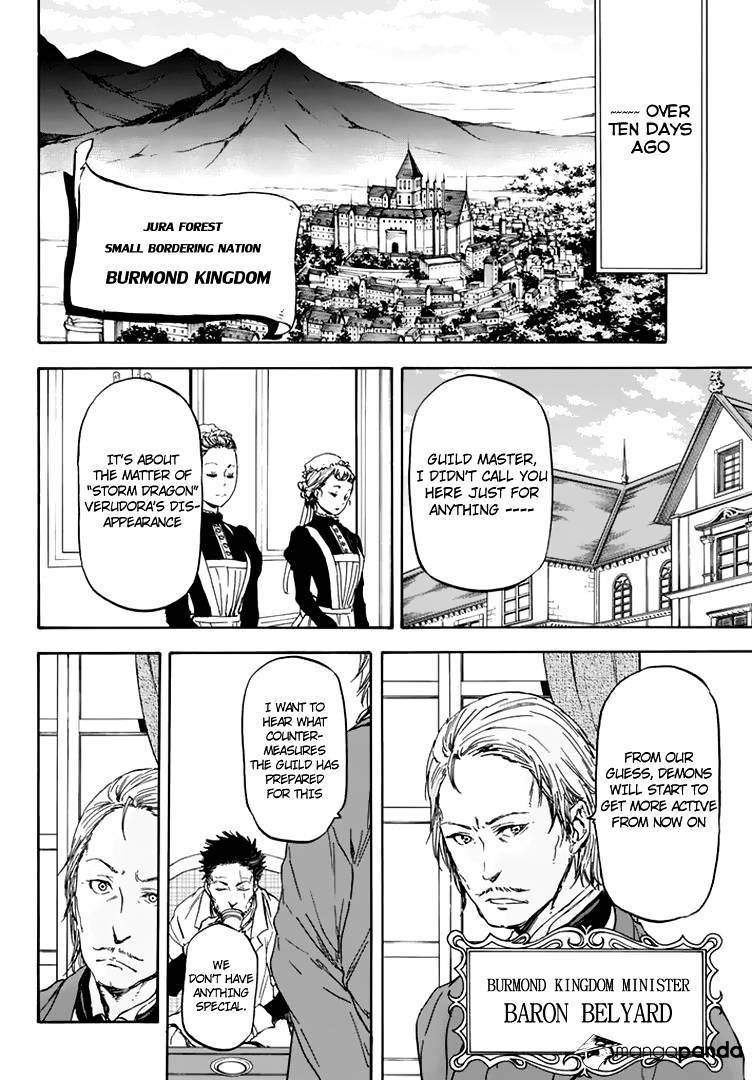 ~~~~~ OVER
TEN DAYS
AGO
JURA FOREST
SMALL BORDERING NATION
BURMOND KINGDOM
GUILD MASTER,
I DIDN'T CALL YOU
HERE JUST FOR
ANYTHING ----
IT'S ABOUT
THE MATTER OF
"STORM DRAGON"
VERUDORA'S DIS-
APPEARANCE
FROM OUR
GUESS, DEMONS
WILL START TO
GET MORE ACTIVE
FROM NOW ON
BURMOND KINGDOM MINISTER
BARON BELYARD
I WANT TO
HEAR WHAT
COUNTER-
MEASURES
THE GUILD HAS
PREPARED
FOR THIS
WE
DON'T HAVE
ANYTHING
SPECIAL.
mangapanda